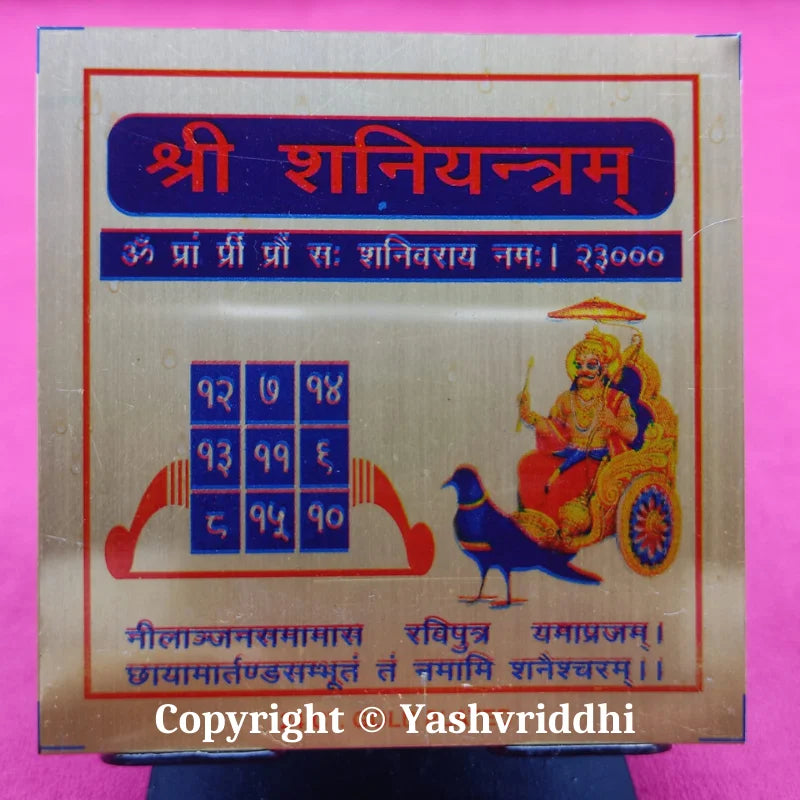 श्री शनियन्त्रम्
ॐ प्रां प्रीं प्रौं सः शनिवराय नमः। २३०००
१२ ७ १४
१३ ११ ६
८ १५ १०
नीलाञ्जनसमामास रविपुत्र यमाप्रजम्।
छायामार्तण्डसम्भूतं तं नमामि शनैश्चरम्।।
Copyright © Yashvriddhi